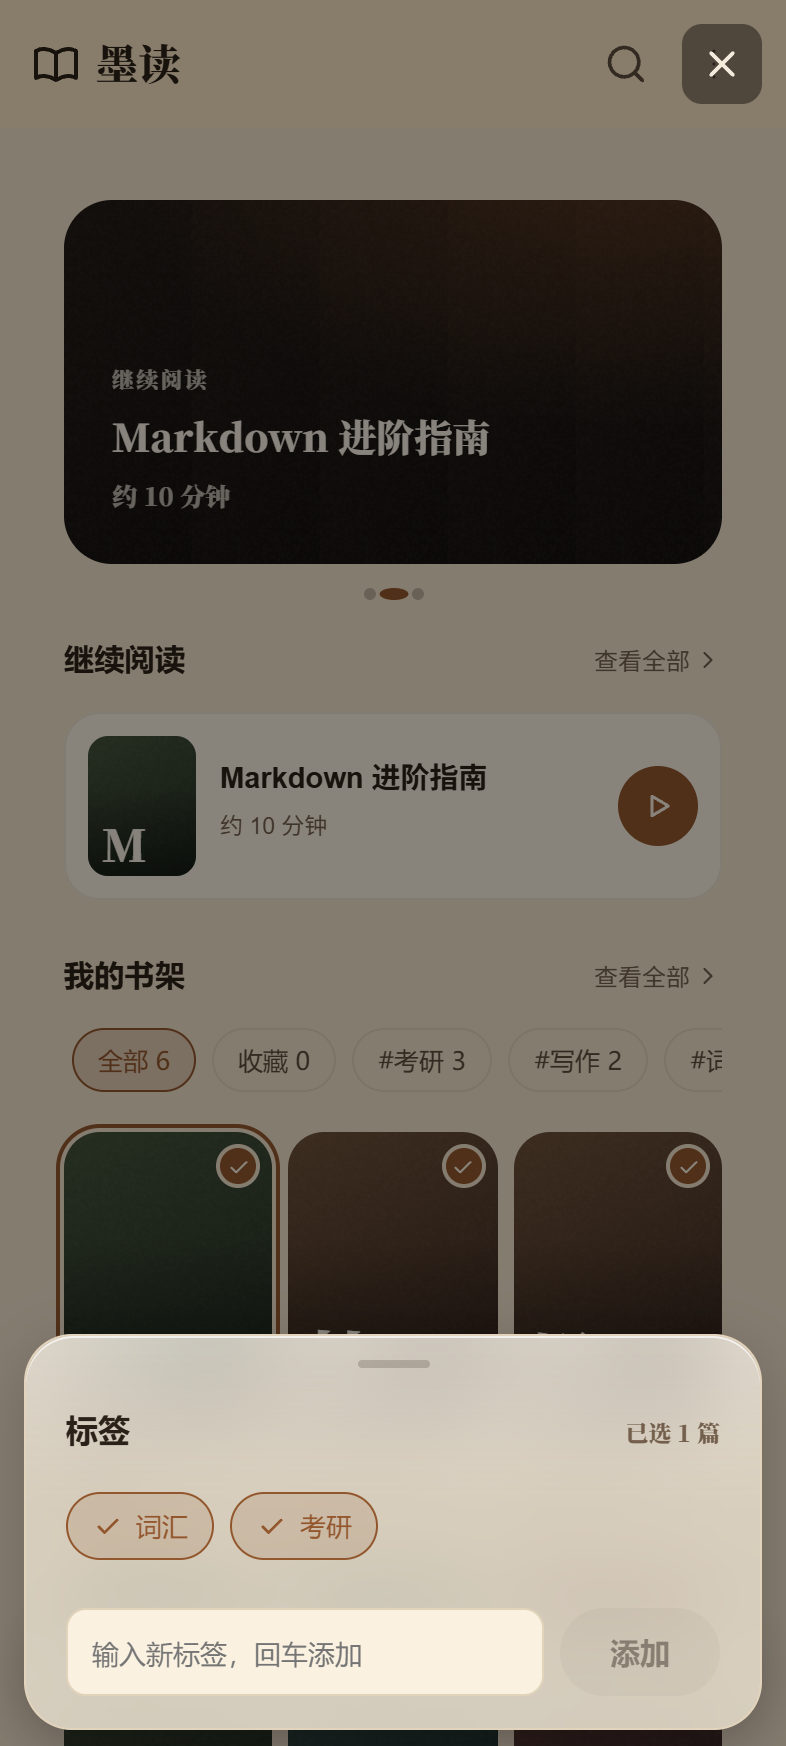 墨读
继续阅读
Markdown 进阶指南
约 10 分钟
继续阅读
查看全部
M
Markdown 进阶指南
约 10 分钟
我的书架
查看全部
全部 6
收藏 0
#考研 3
#写作 2
#词
标签
已选 1 篇
词汇
考研
输入新标签，回车添加
添加